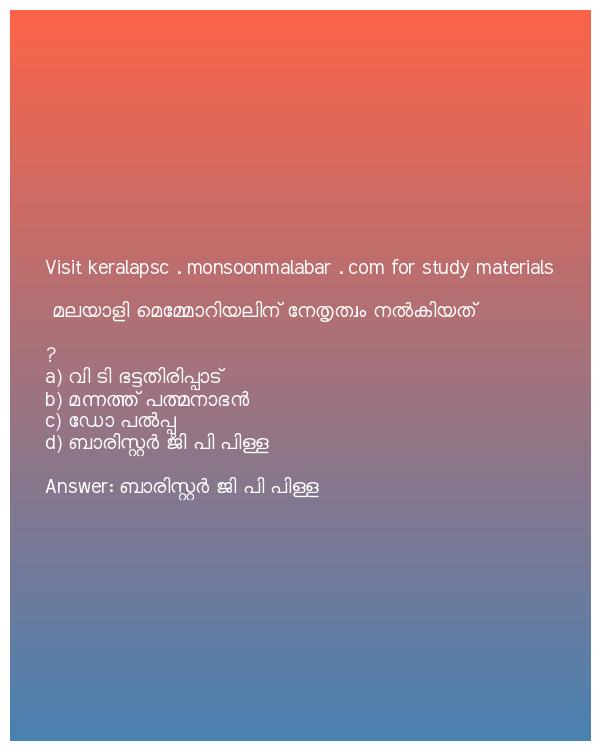 Visit keralapsc . monsoonmalabar . com for study materials
മലയാളി മെമ്മോറിയലിന് നേതൃത്വം നൽകിയത്
?
a) വി ടി ഭട്ടതിരിപ്പാട്
b) മന്നത്ത് പത്മനാഭൻ
c) ഡോ പൽപ്പു
d) ബാരിസ്റ്റർ ജി പി പിള്ള
Answer: ബാരിസ്റ്റർ ജി പി പിള്ള